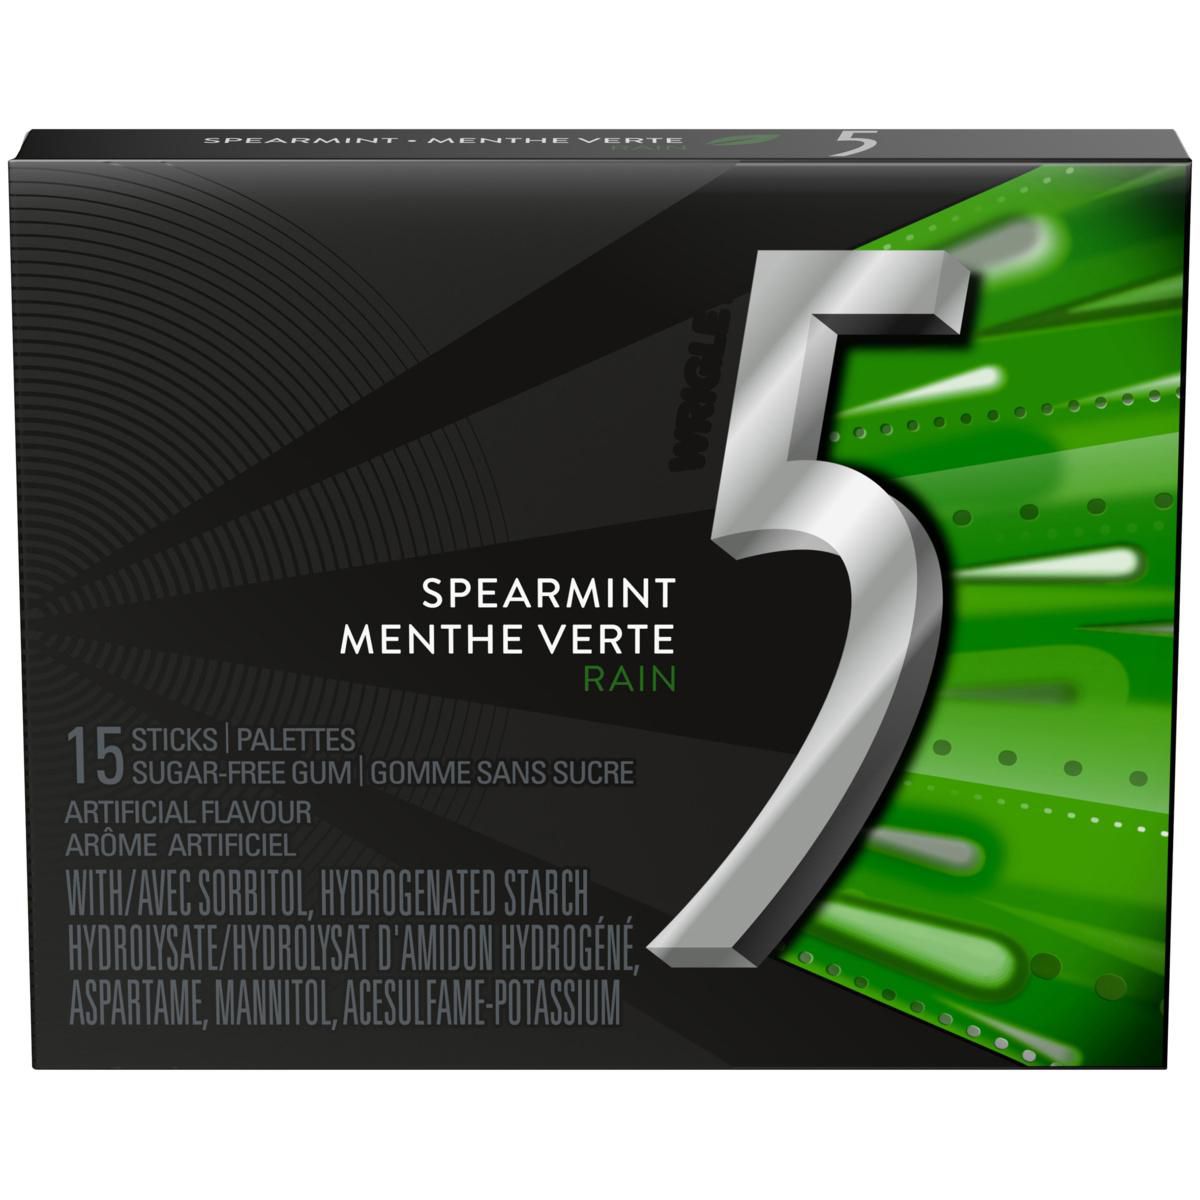 SPEARMINT • MENTHE VERTE
RAIN
5
WRIGLEY
5
SPEARMINT
MENTHE VERTE
RAIN
15 STICKS | PALETTES
SUGAR-FREE GUM | GOMME SANS SUCRE
ARTIFICIAL FLAVOUR
ARÔME ARTIFICIEL
WITH/AVEC SORBITOL, HYDROGENATED STARCH
HYDROLYSATE/HYDROLYSAT D'AMIDON HYDROGÉNÉ,
ASPARTAME, MANNITOL, ACESULFAME-POTASSIUM